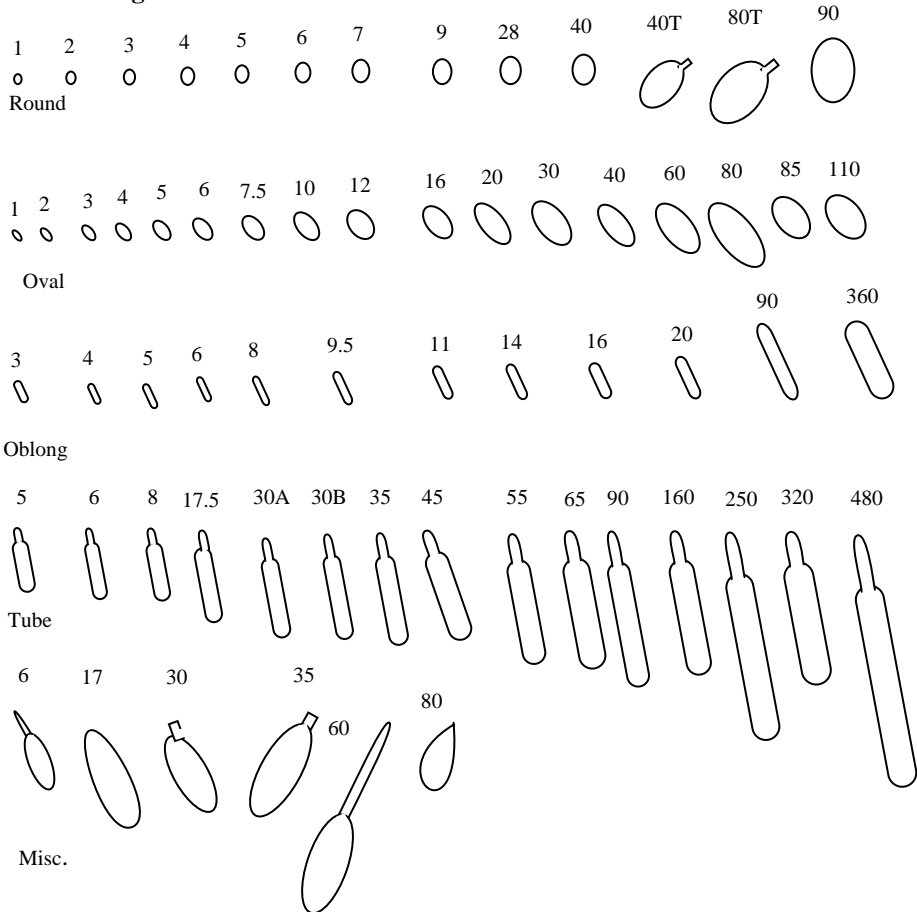 1 2 3 4 5 6 7 9 28 40 40T 80T 90
Round
1 2 3 4 5 6 7.5 10 12 16 20 30 40 60 80 85 110
Oval
3 4 5 6 8 9.5 11 14 16 20 90 360
Oblong
5 6 8 17.5 30A 30B 35 45 55 65 90 160 250 320 480
Tube
6 17 30 35 60 80
Misc.